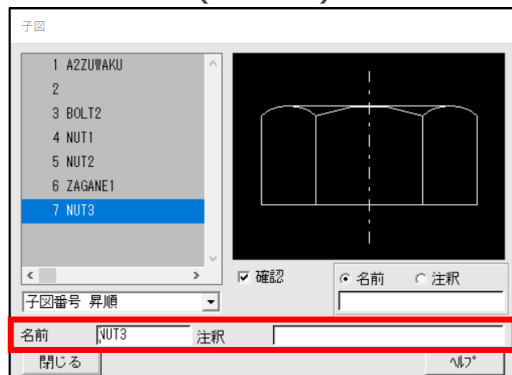 子図
1 A2ZUWAKU
2
3 BOLT2
4 NUT1
5 NUT2
6 ZAGANE1
7 NUT3
確認
名前 注釈
子図番号 昇順
名前 NUT3 注釈
閉じる ﾍﾙﾌﾟ